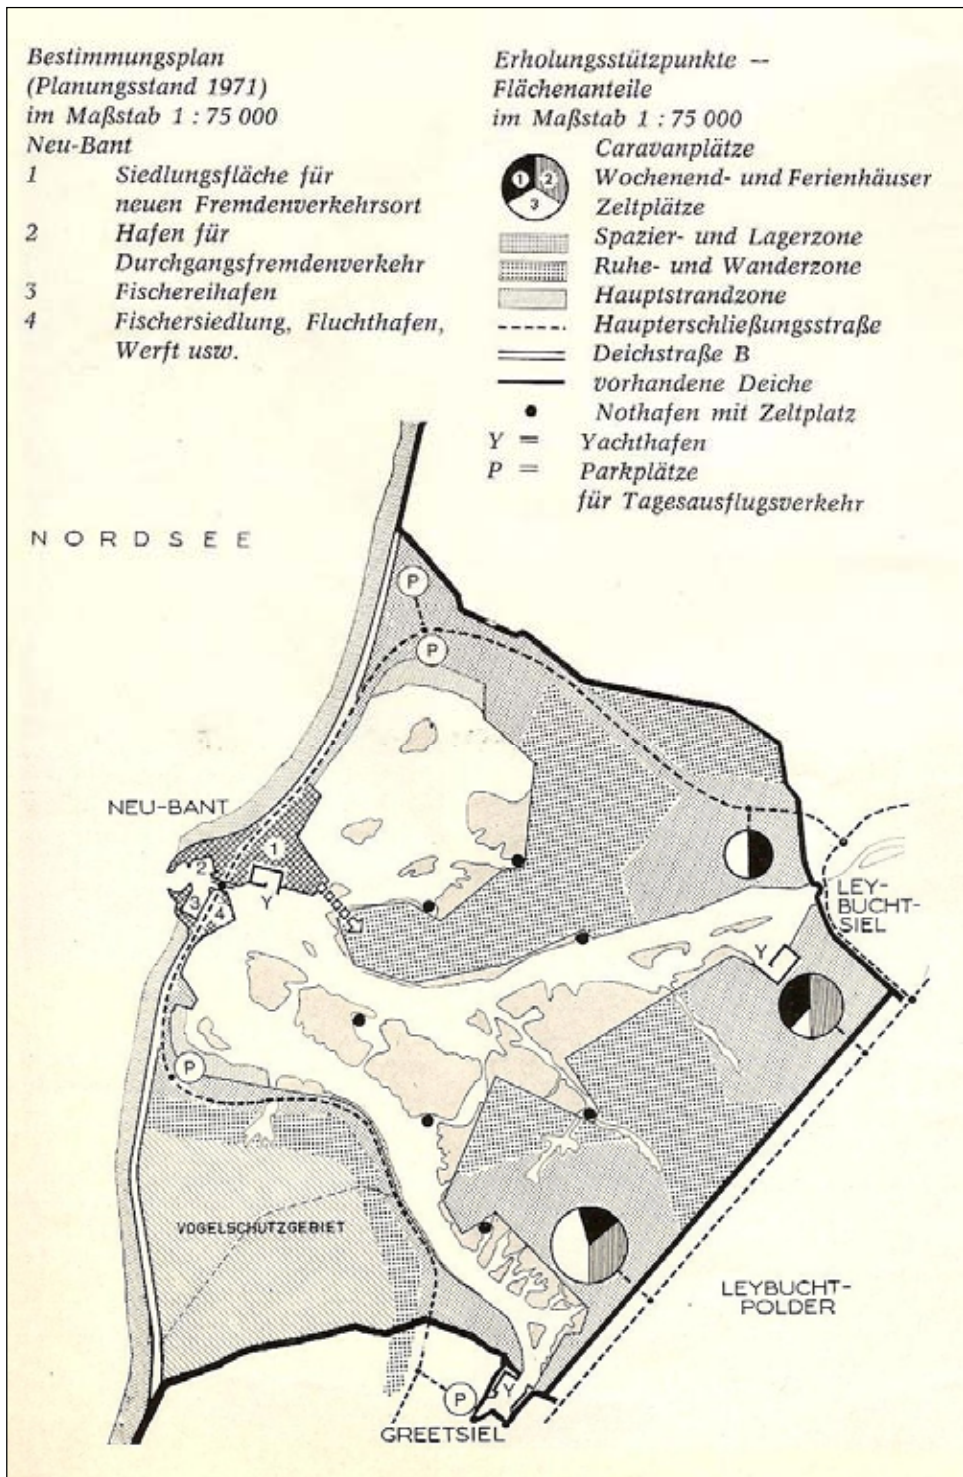 Bestimmungsplan
(Planungsstand 1971)
im Maßstab 1 : 75 000
Neu-Bant
1 Siedlungsfläche für
neuen Fremdenverkehrsort
2 Hafen für
Durchgangsfremdenverkehr
3 Fischereihafen
4 Fischersiedlung, Fluchthafen,
Werft usw.
Erholungsstützpunkte —
Flächenanteile
im Maßstab 1 : 75 000
1 2 3
Caravanplätze
Wochenend- und Ferienhäuser
Zeltplätze
Spazier- und Lagerzone
Ruhe- und Wanderzone
Hauptstrandzone
Haupterschließungsstraße
Deichstraße B
vorhandene Deiche
Nothafen mit Zeltplatz
Y = Yachthafen
P = Parkplätze
für Tagesausflugsverkehr
NORDSEE
P
P
NEU-BANT
1
2
3
4
Y
LEY-
BUCHT-
SIEL
Y
P
VOGELSCHUTZGEBIET
LEYBUCHT-
POLDER
Y
P
GREETSIEL